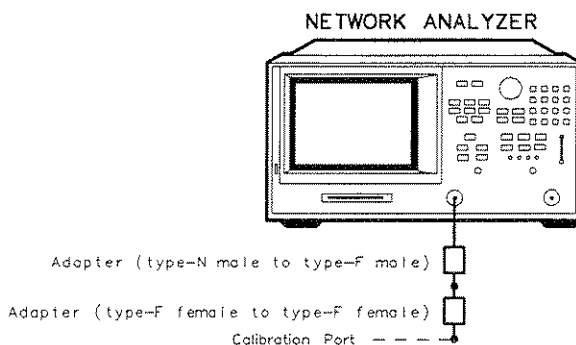 NETWORK ANALYZER
Adapter (type-N male to type-F male)
Adapter (type-F female to type-F female)
Calibration Port